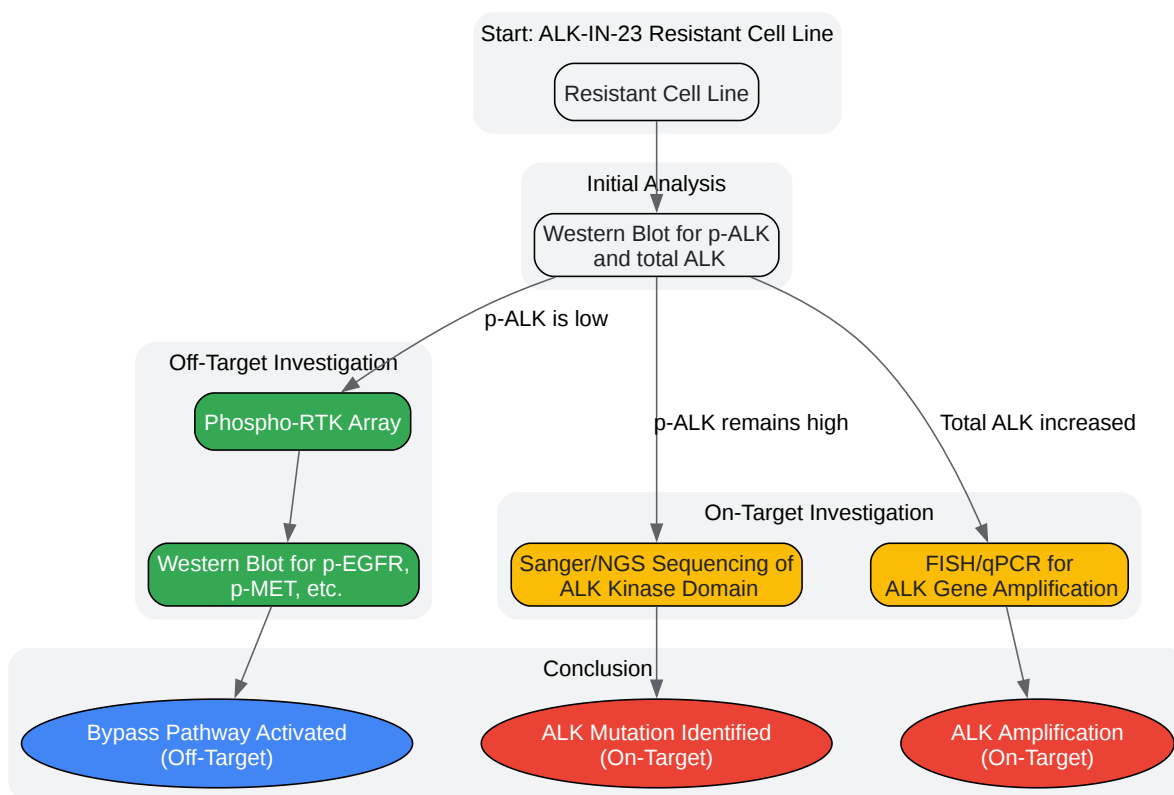 Start: ALK-IN-23 Resistant Cell Line
Resistant Cell Line
Initial Analysis
Western Blot for p-ALK
and total ALK
p-ALK is low
Off-Target Investigation
Phospho-RTK Array
p-ALK remains high
Total ALK increased
On-Target Investigation
Western Blot for p-EGFR,
p-MET, etc.
Sanger/NGS Sequencing of
ALK Kinase Domain
FISH/qPCR for
ALK Gene Amplification
Conclusion
Bypass Pathway Activated
(Off-Target)
ALK Mutation Identified
(On-Target)
ALK Amplification
(On-Target)